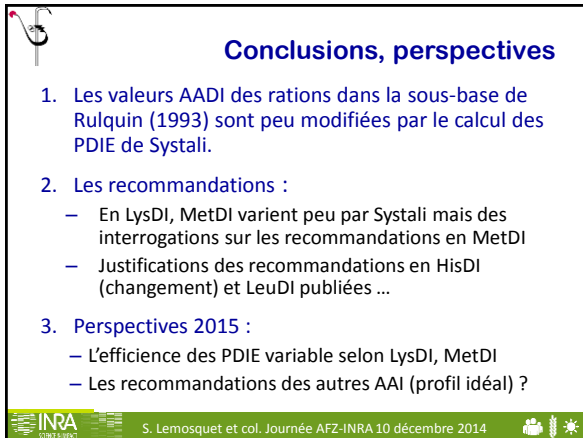 Conclusions, perspectives
1. Les valeurs AADI des rations dans la sous-base de
Rulquin (1993) sont peu modifiées par le calcul des
PDIE de Systali.
2. Les recommandations :
– En LysDI, MetDI varient peu par Systali mais des
interrogations sur les recommandations en MetDI
– Justifications des recommandations en HisDI
(changement) et LeuDI publiées …
3. Perspectives 2015 :
– L’efficience des PDIE variable selon LysDI, MetDI
– Les recommandations des autres AAI (profil idéal) ?
INRA
SCIENCE & IMPACT
S. Lemosquet et col. Journée AFZ-INRA 10 décembre 2014